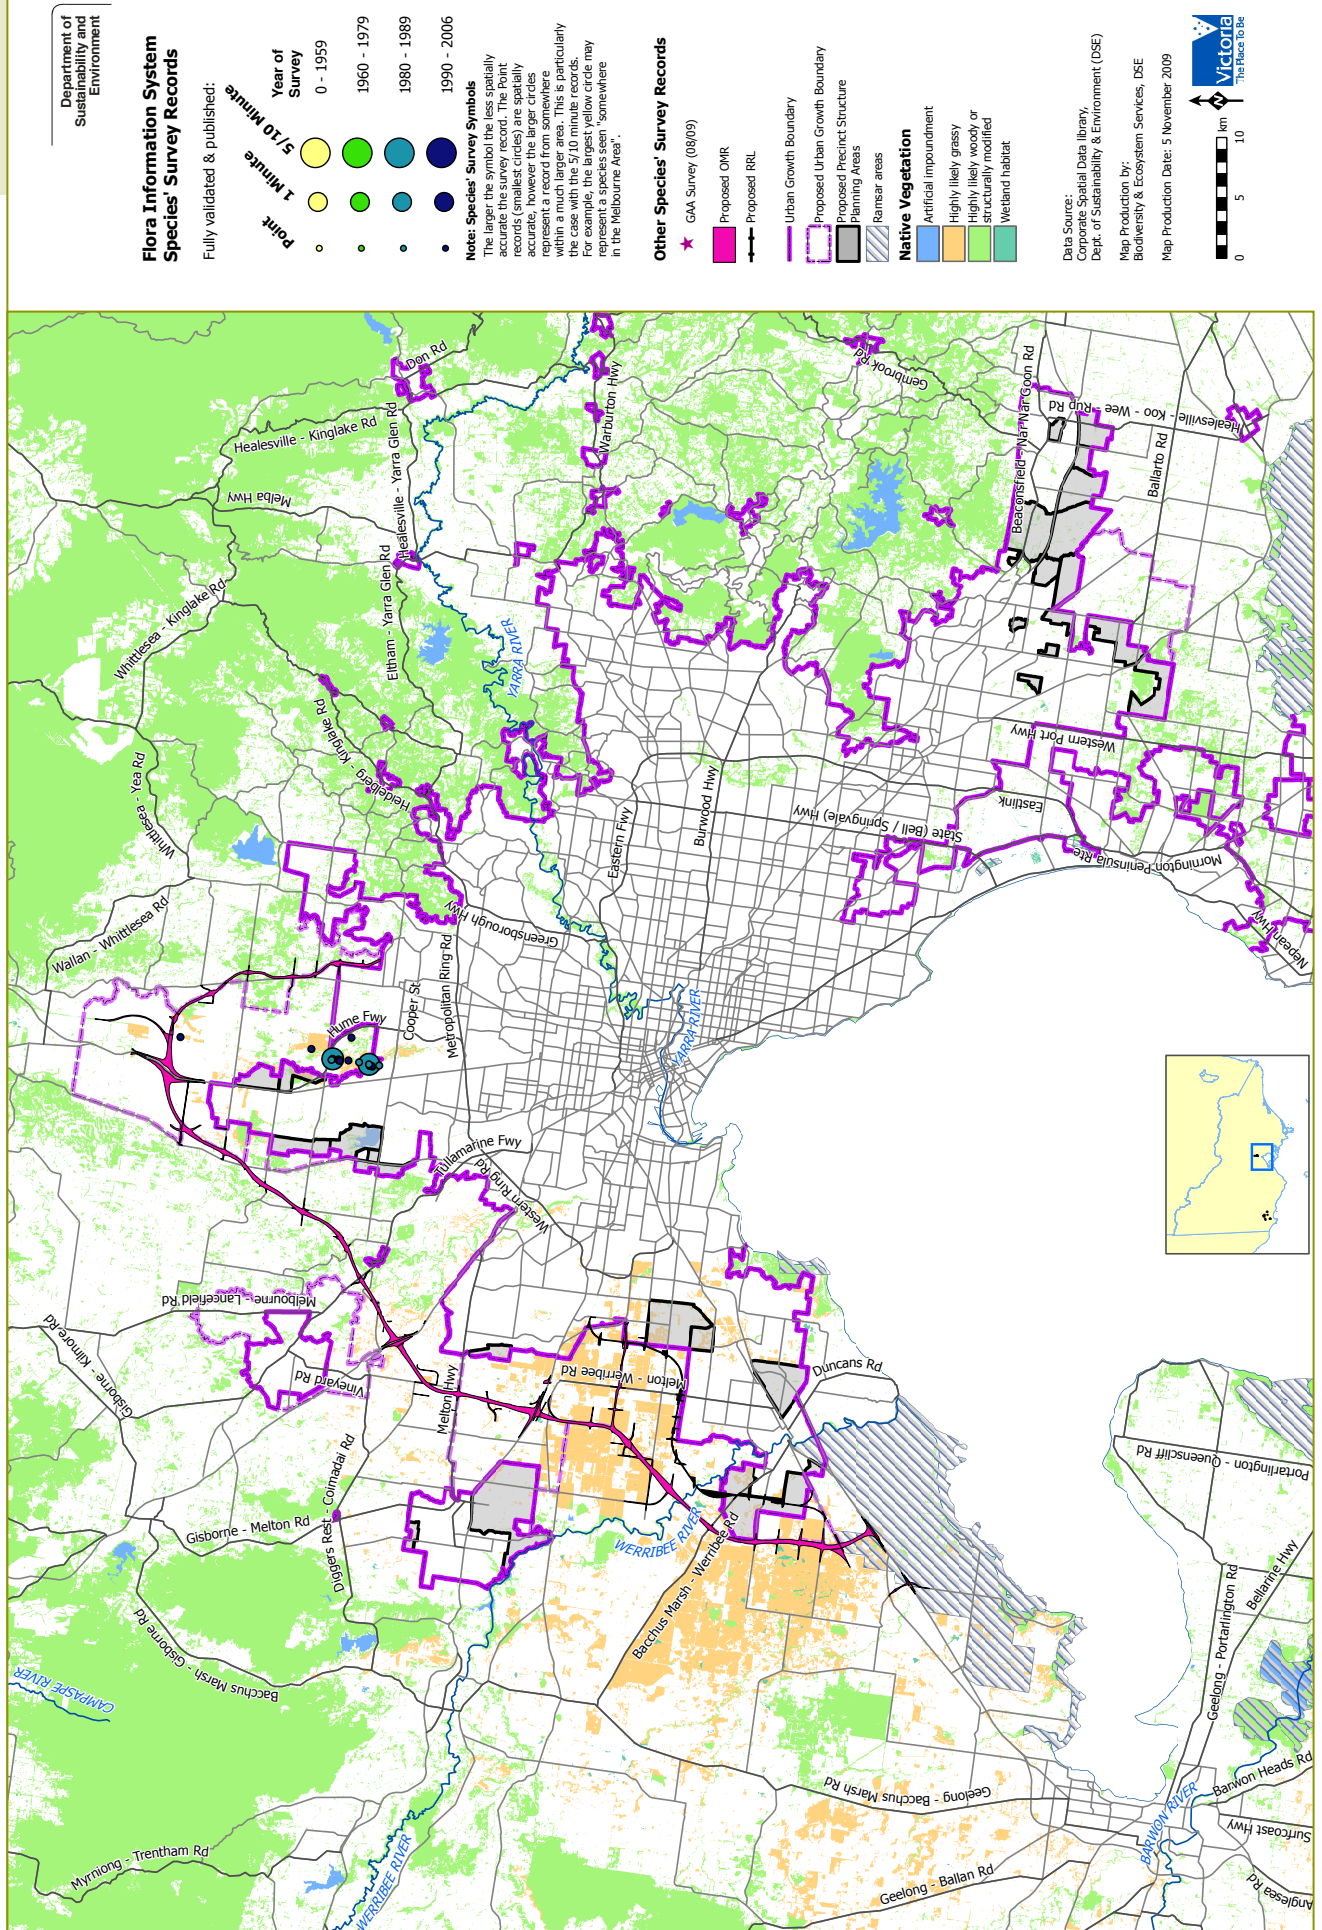 Department of
Sustainability and
Environment
Flora Information System
Species' Survey Records
Fully validated & published:
Point
1 Minute
5/10 Minute
Year of
Survey
0 - 1959
1960 - 1979
1980 - 1989
1990 - 2006
Note: Species' Survey Symbols
The larger the symbol the less spatially
accurate the survey record. The Point
records (smallest circles) are spatially
accurate, however the larger circles
represent a record from somewhere
within a much larger area. This is particularly
the case with the 5/10 minute records.
For example, the largest yellow circle may
represent a species seen "somewhere
in the Melbourne Area".
Other Species' Survey Records
GAA Survey (08/09)
Proposed OMR
Proposed RRL
Urban Growth Boundary
Proposed Urban Growth Boundary
Proposed Precinct Structure
Planning Areas
Ramsar areas
Native Vegetation
Artificial impoundment
Highly likely grassy
Highly likely woody or
structurally modified
Wetland habitat
Data Source:
Corporate Spatial Data library,
Dept. of Sustainability & Environment (DSE)
Map Production by:
Biodiversity & Ecosystem Services, DSE
Map Production Date: 5 November 2009
0
5
10
km
N
Victoria
The Place To Be
Don Rd
Healesville - Kinglake Rd
Melba Hwy
Healesville - Yarra Glen Rd
Eltham - Yarra Glen Rd
Warburton Hwy
Gembrook Rd
Beaconsfield - Nar Nar Goon Rd
Healesville - Koo - Wee - Rup Rd
Ballarto Rd
Whittlesea - Kinglake Rd
YARRA RIVER
Heidelberg - Kinglake Rd
Whittlesea - Yea Rd
Western Port Hwy
Eastlink
Burwood Hwy
State (Bell / Springvale) Hwy
Eastern Fwy
Mornington Peninsula Rte
Nepean Hwy
Wallan - Whittlesea Rd
Greensborough Hwy
Metropolitan Ring Rd
Cooper St
Hume Fwy
YARRA RIVER
Tullamarine Fwy
Western Ring Rd
Melbourne - Lancefield Rd
Gisborne - Kilmore Rd
Vineyard Rd
Melton Hwy
Melton - Werribee Rd
Duncans Rd
Diggers Rest - Coimadai Rd
Gisborne - Melton Rd
WERRIBEE RIVER
Bacchus Marsh - Werribee Rd
Portarlington - Queenscliff Rd
Bacchus Marsh - Gisborne Rd
CAMPASPE RIVER
Geelong - Portarlington Rd
Bellarine Hwy
Geelong - Bacchus Marsh Rd
Barwon Heads Rd
BARWON RIVER
Surfcoast Hwy
Myrniong - Trentham Rd
WERRIBEE RIVER
Geelong - Ballan Rd
Anglesea Rd